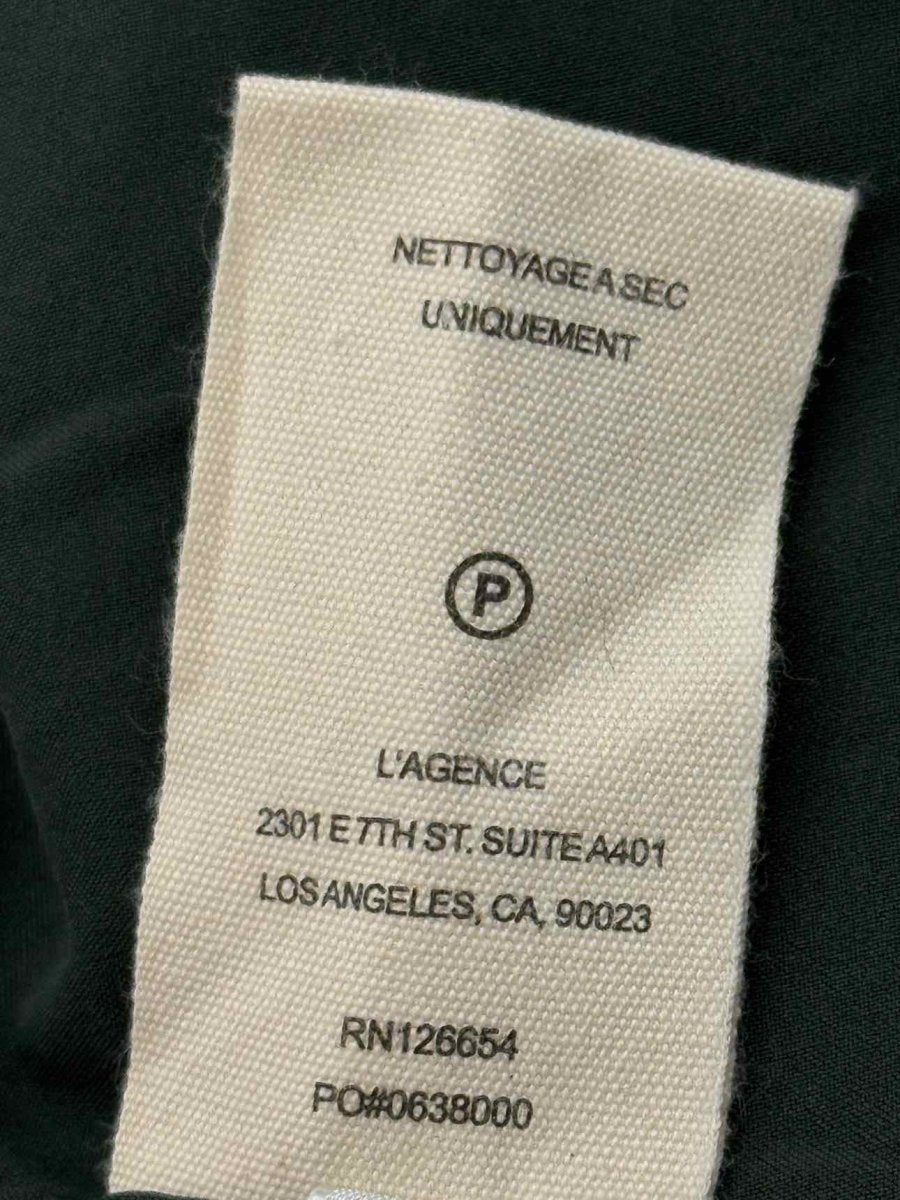 NETTOYAGE A SEC
UNIQUEMENT
P
L'AGENCE
2301 E 7TH ST. SUITE A401
LOS ANGELES, CA, 90023
RN126654
PO#0638000